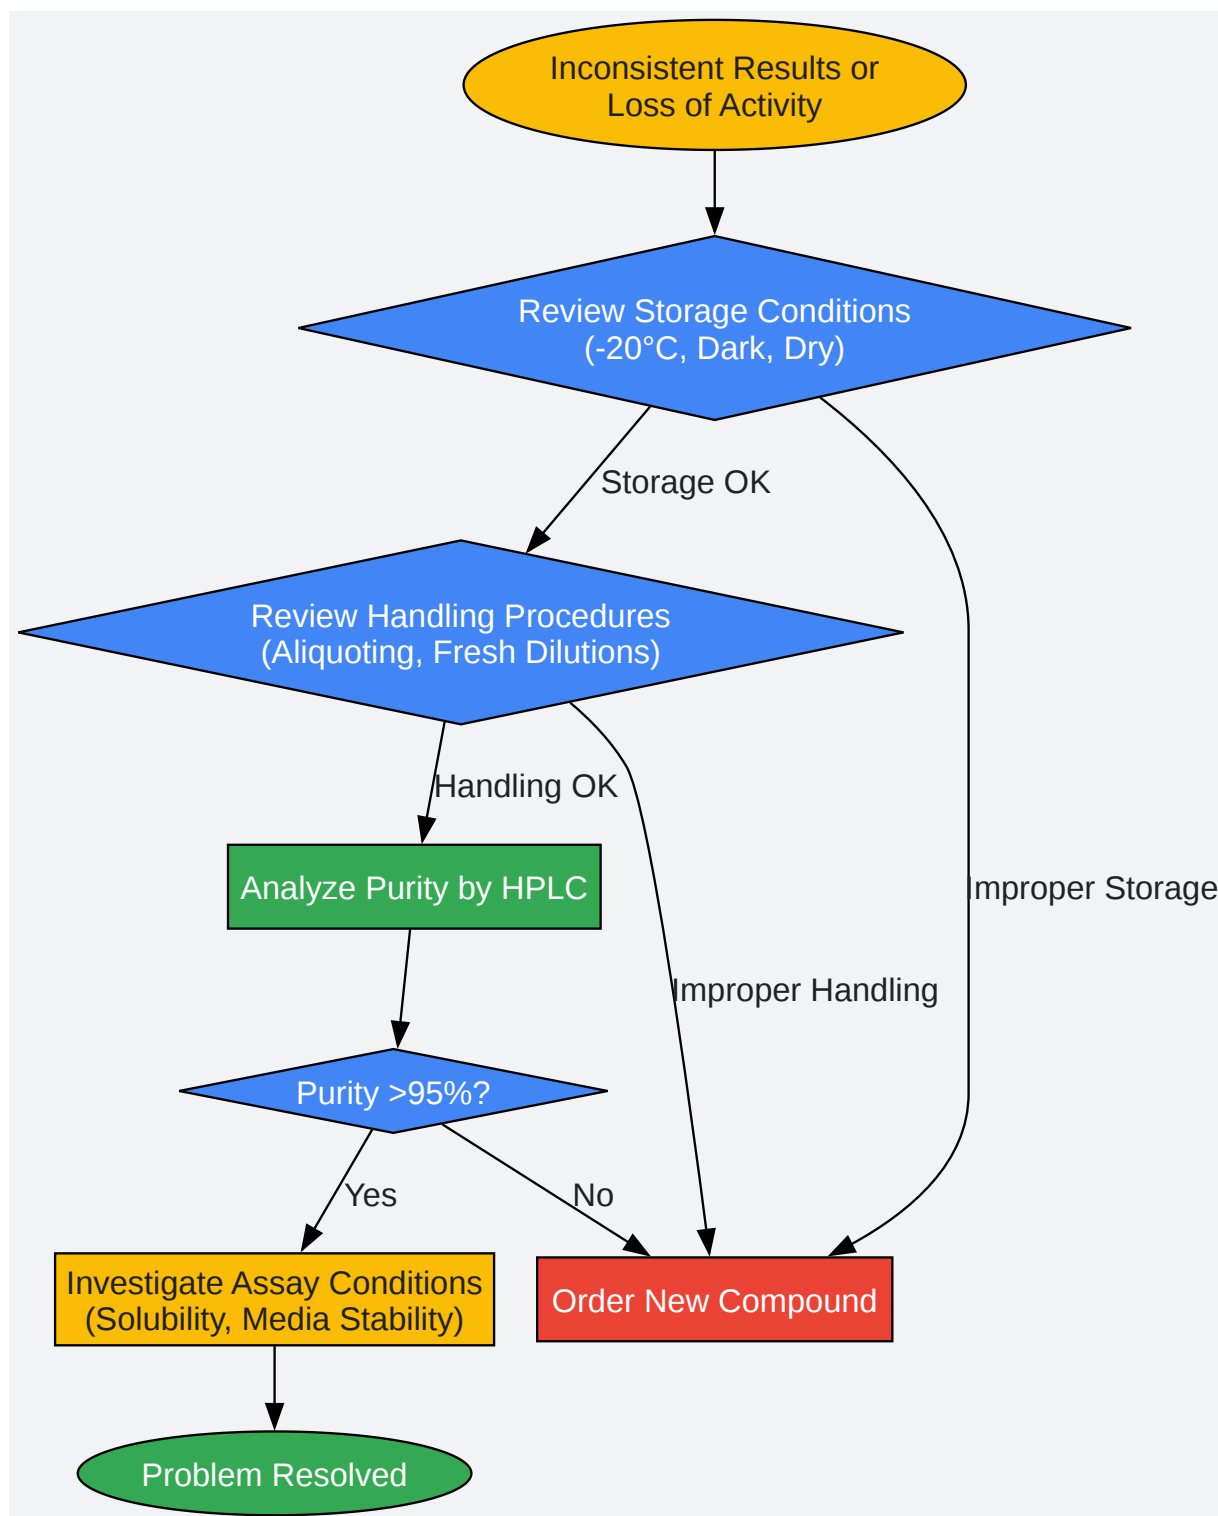 Inconsistent Results or
Loss of Activity
Review Storage Conditions
(-20°C, Dark, Dry)
Storage OK
Review Handling Procedures
(Aliquoting, Fresh Dilutions)
Handling OK
Analyze Purity by HPLC
Improper Storage
Improper Handling
Purity >95%?
Yes
No
Investigate Assay Conditions
(Solubility, Media Stability)
Order New Compound
Problem Resolved